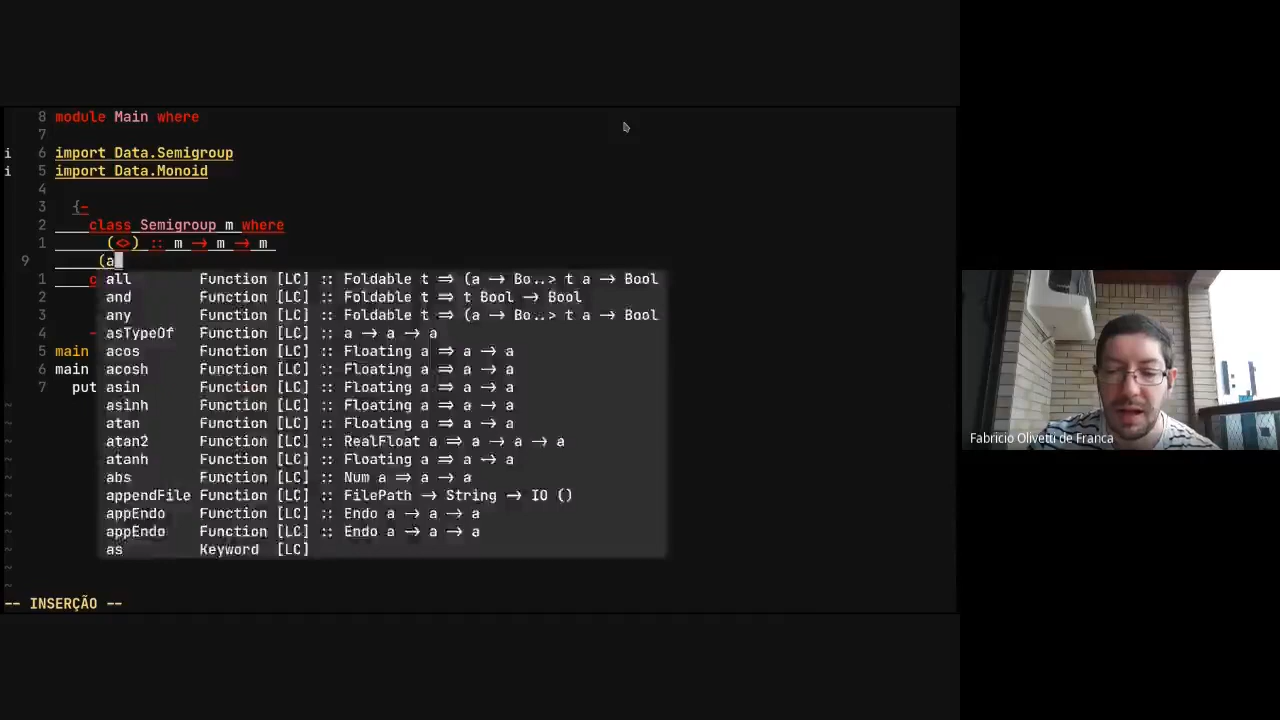 8 module Main where
7
i 6 import Data.Semigroup
i 5 import Data.Monoid
4
3 {-
2 class Semigroup m where
1 (<>) :: m → m → m
9 (a
1 c all Function [LC] :: Foldable t ⇒ (a → Bo..> t a → Bool
2 and Function [LC] :: Foldable t ⇒ t Bool → Bool
3 any Function [LC] :: Foldable t ⇒ (a → Bo..> t a → Bool
4 - asTypeOf Function [LC] :: a → a → a
5 main acos Function [LC] :: Floating a ⇒ a → a
6 main acosh Function [LC] :: Floating a ⇒ a → a
7 put asin Function [LC] :: Floating a ⇒ a → a
~ asinh Function [LC] :: Floating a ⇒ a → a
~ atan Function [LC] :: Floating a ⇒ a → a
~ atan2 Function [LC] :: RealFloat a ⇒ a → a → a
~ atanh Function [LC] :: Floating a ⇒ a → a
~ abs Function [LC] :: Num a ⇒ a → a
~ appendFile Function [LC] :: FilePath → String → IO ()
~ appEndo Function [LC] :: Endo a → a → a
~ appEndo Function [LC] :: Endo a → a → a
~ as Keyword [LC]
~
~
-- INSERÇÃO --
Fabrício Olivetti de França